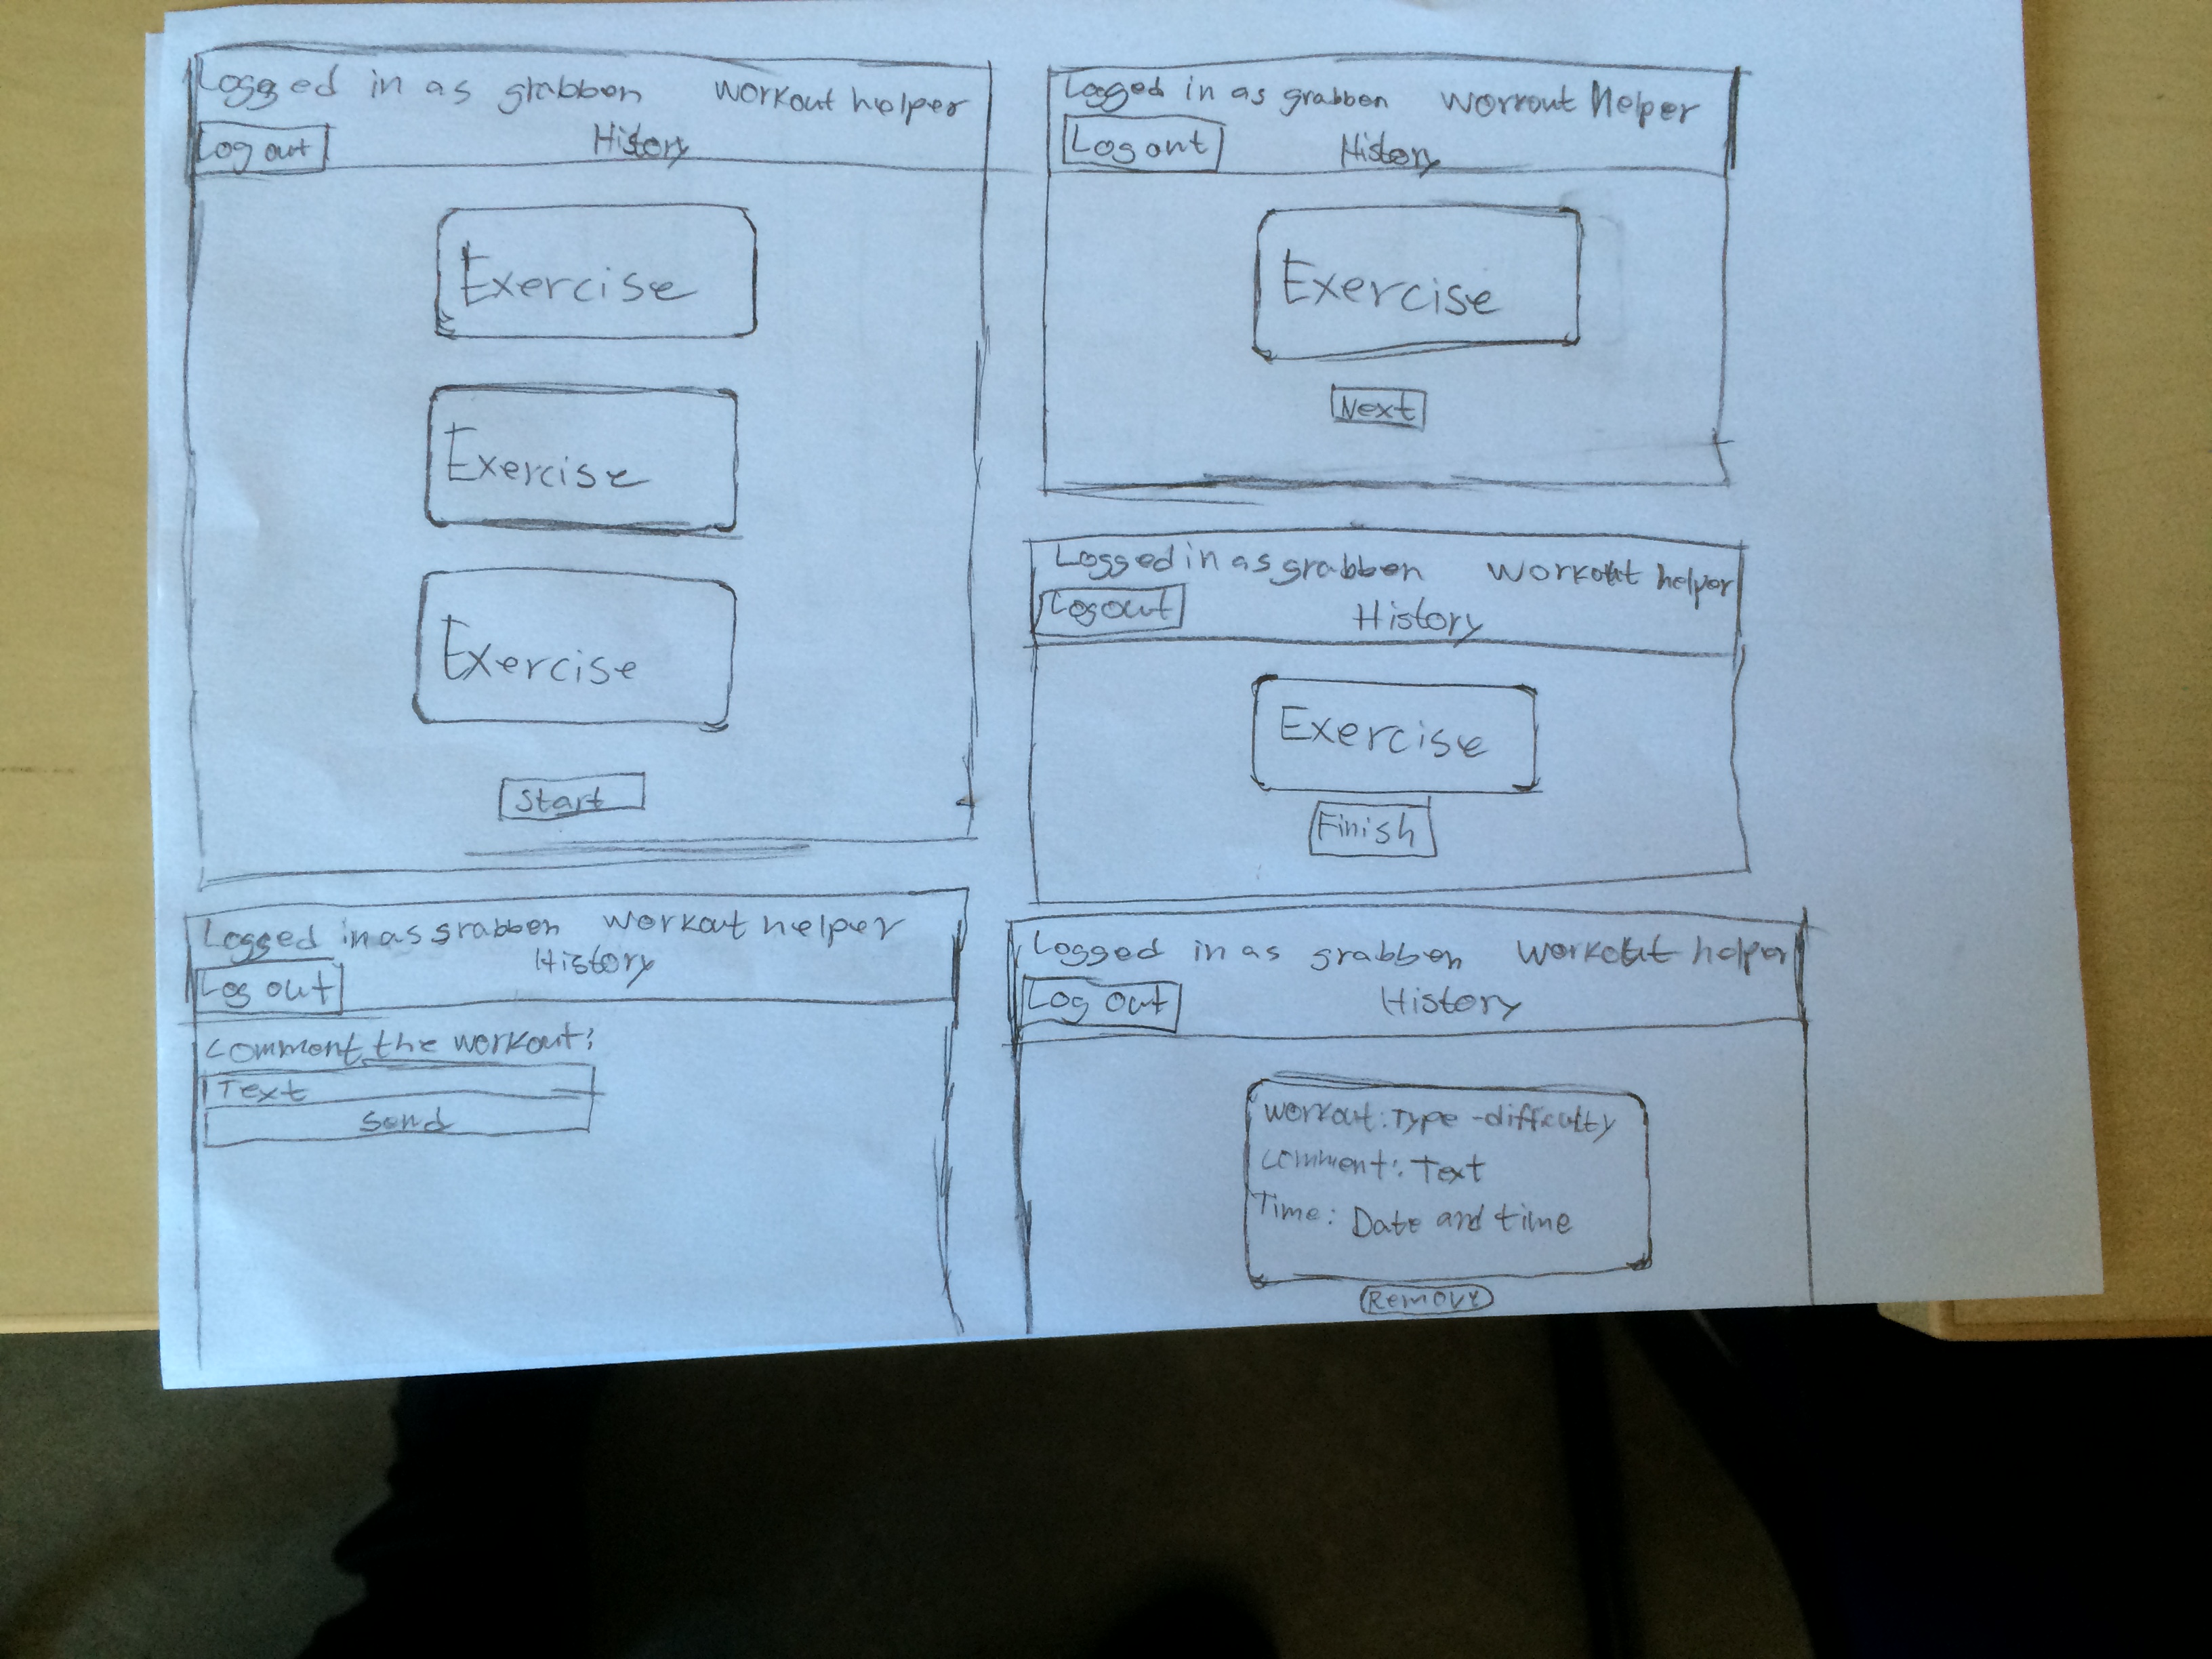 Logged in as grabben workout helper
Log out History
Exercise
Exercise
Exercise
Start
Logged in as grabben workout helper
Log out History
Exercise
Next
Logged in as grabben workout helper
Logout History
Exercise
Finish
Logged in as grabben workout helper
Log out History
Comment the workout:
Text
Send
Logged in as grabben workout helper
Log out History
workout: Type - difficulty
comment: Text
Time: Date and time
Remove